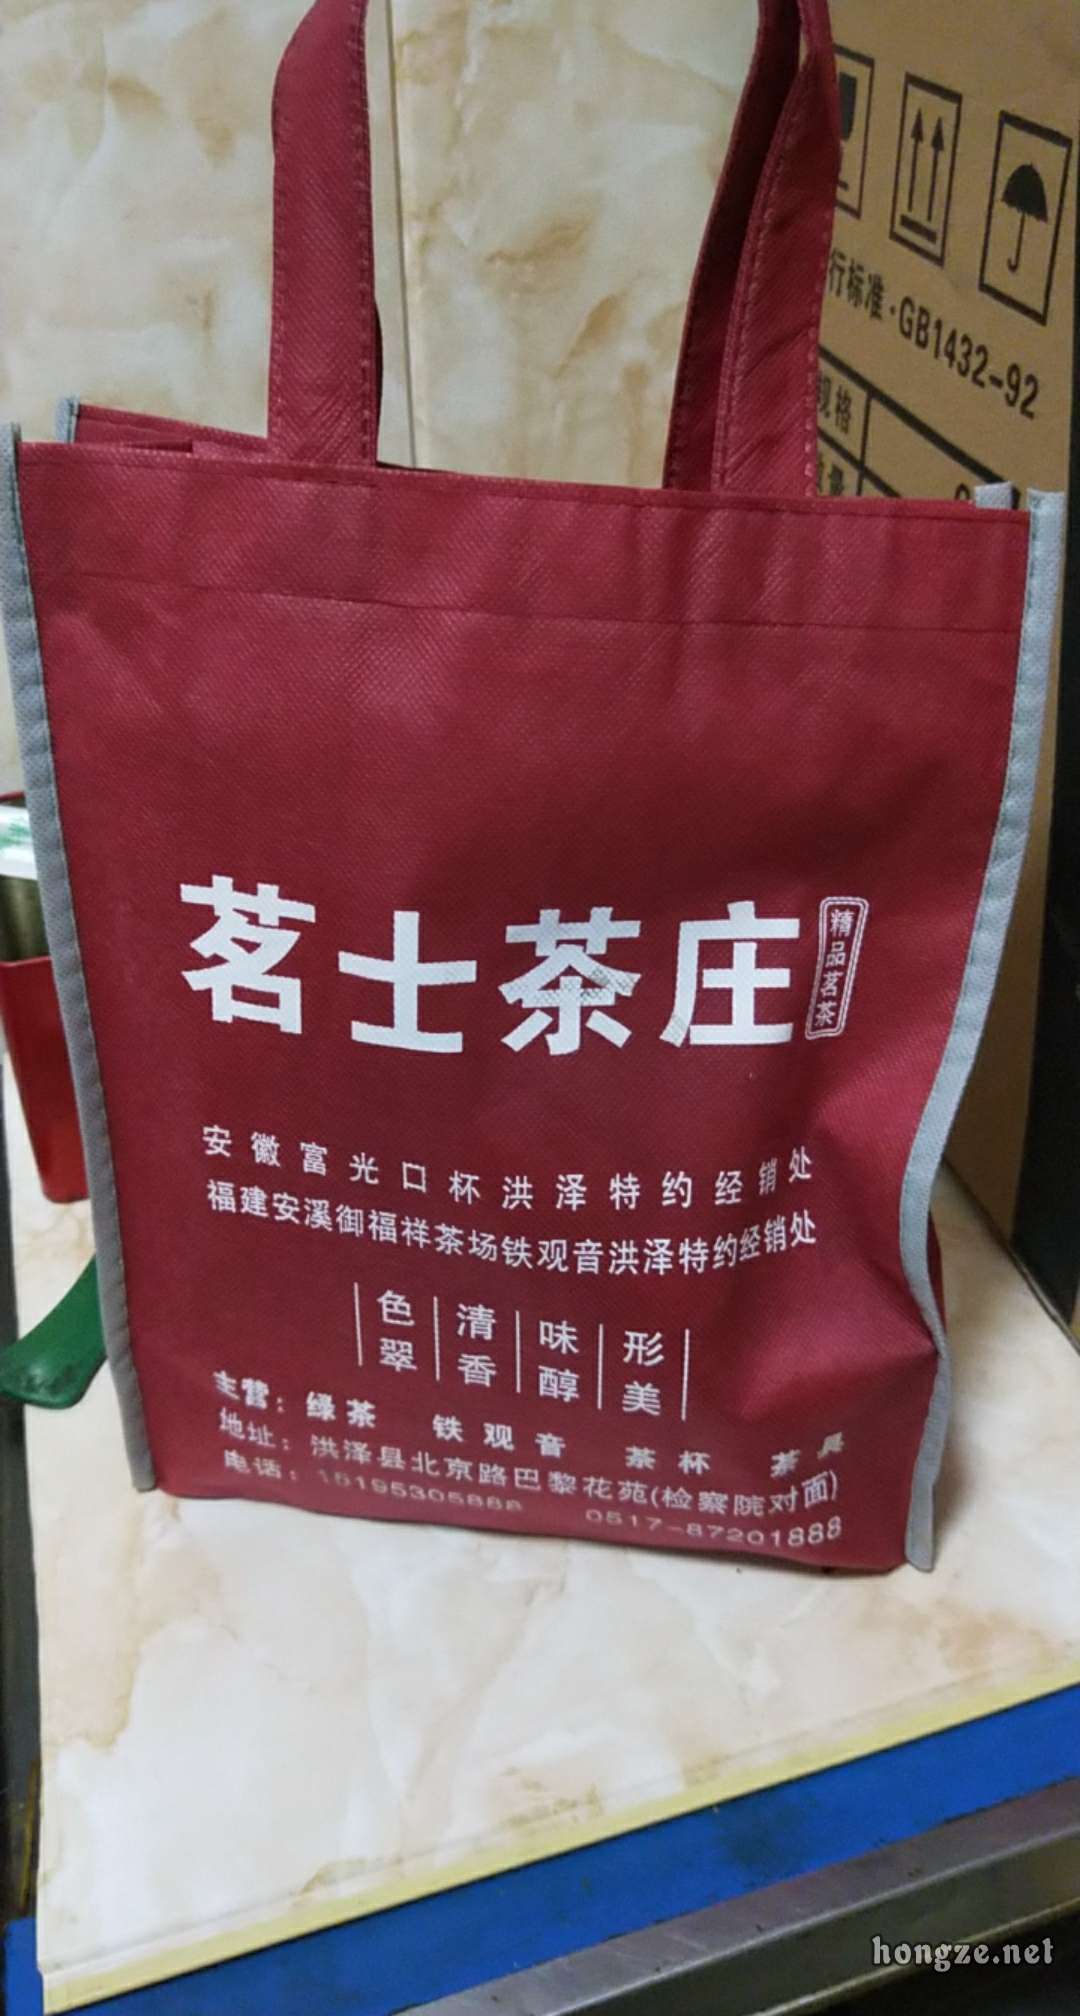 行标准·GB1432-92
规格
茗士茶庄
精品茗茶
安徽富光口杯洪泽特约经销处
福建安溪御福祥茶场铁观音洪泽特约经销处
色翠 清香 味醇 形美
主营：绿茶 铁观音 茶杯 茶具
地址：洪泽县北京路巴黎花苑(检察院对面)
电话：15195305888 0517-87201888
hongze.net